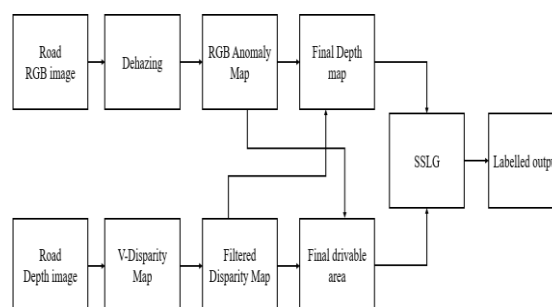 Road
RGB image
Dehazing
RGB Anomaly
Map
Final Depth
map
SSLG
Labelled output
Road
Depth image
V-Disparity
Map
Filtered
Disparity Map
Final drivable
area